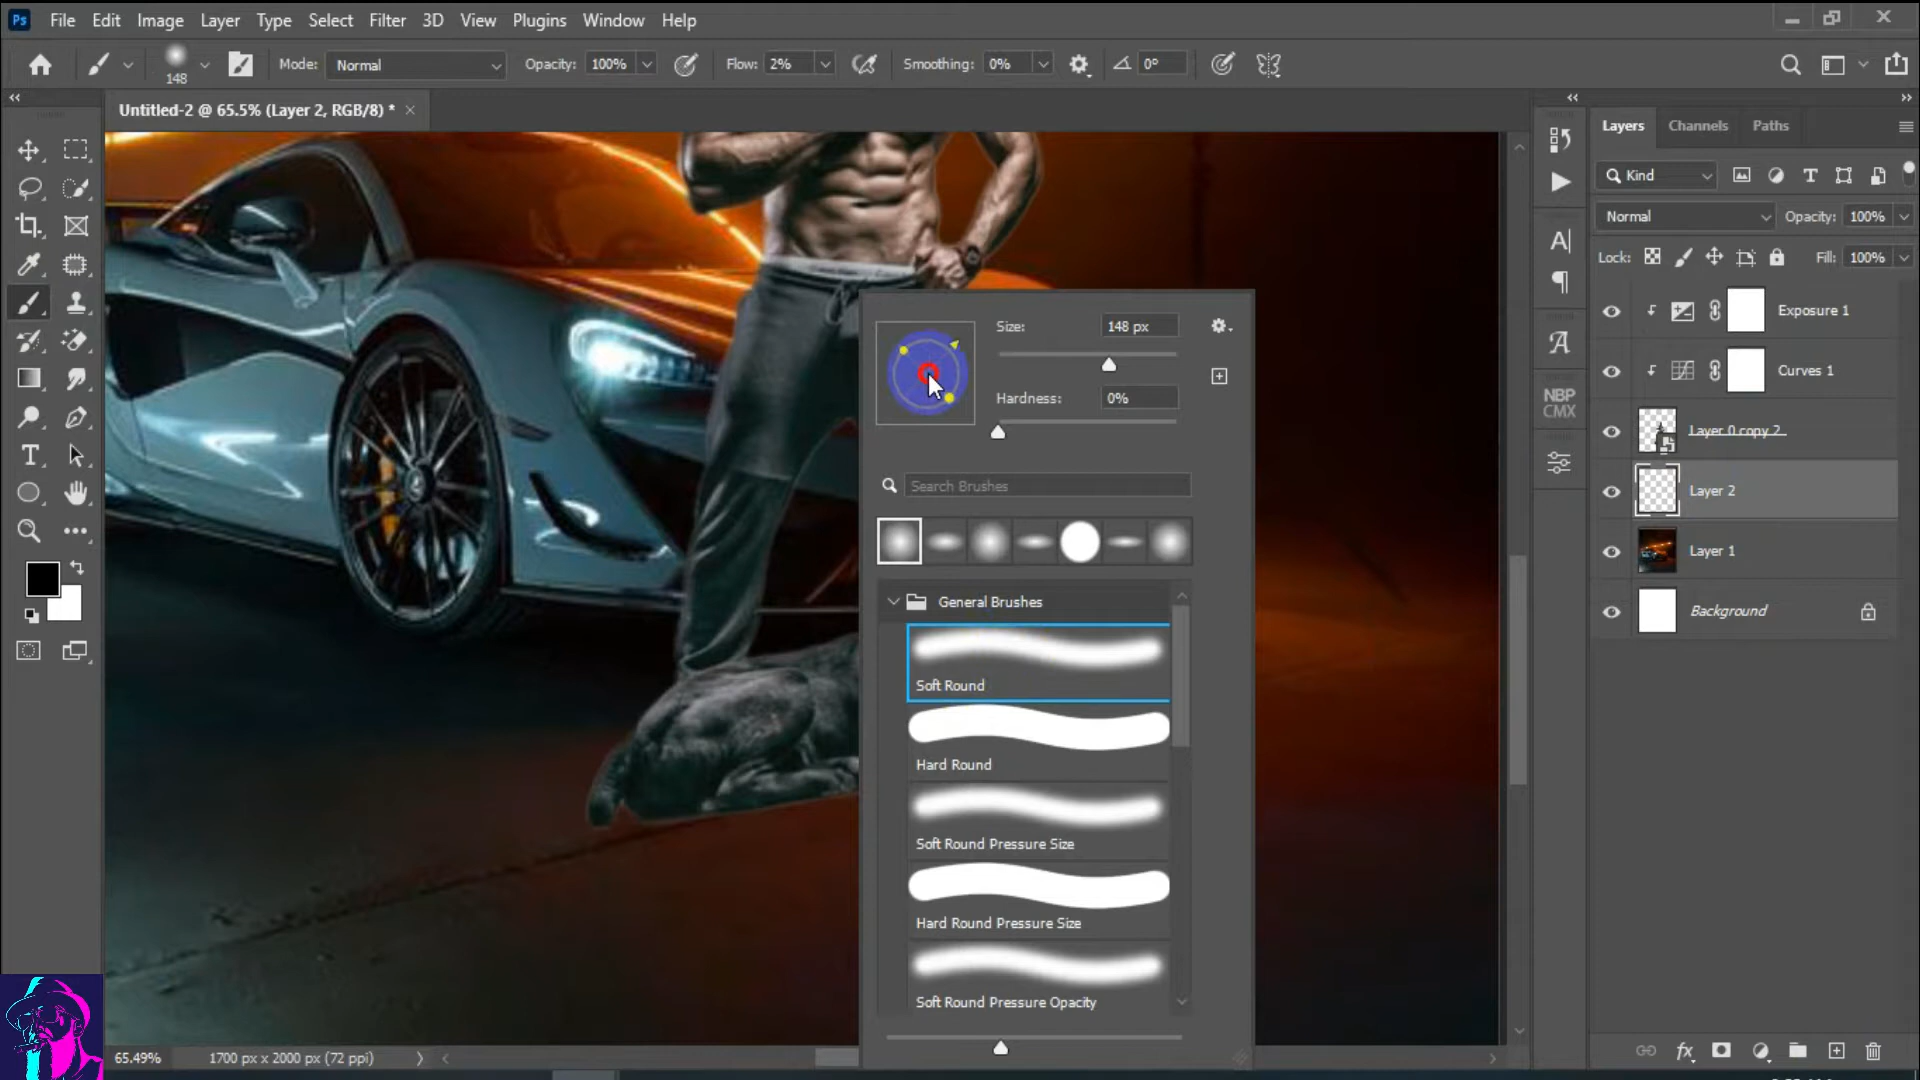 Ps File Edit Image Layer Type Select Filter 3D View Plugins Window Help
148 Mode: Normal Opacity: 100% Flow: 2% Smoothing: 0% 0°
Untitled-2 @ 65.5% (Layer 2, RGB/8) *
Layers Channels Paths
Kind
Normal Opacity: 100%
Lock: Fill: 100%
Exposure 1
Curves 1
Layer 0 copy 2
Layer 2
Layer 1
Background
NBP
CMX
Size: 148 px
Hardness: 0%
Search Brushes
General Brushes
Soft Round
Hard Round
Soft Round Pressure Size
Hard Round Pressure Size
Soft Round Pressure Opacity
65.49% 1700 px x 2000 px (72 ppi)